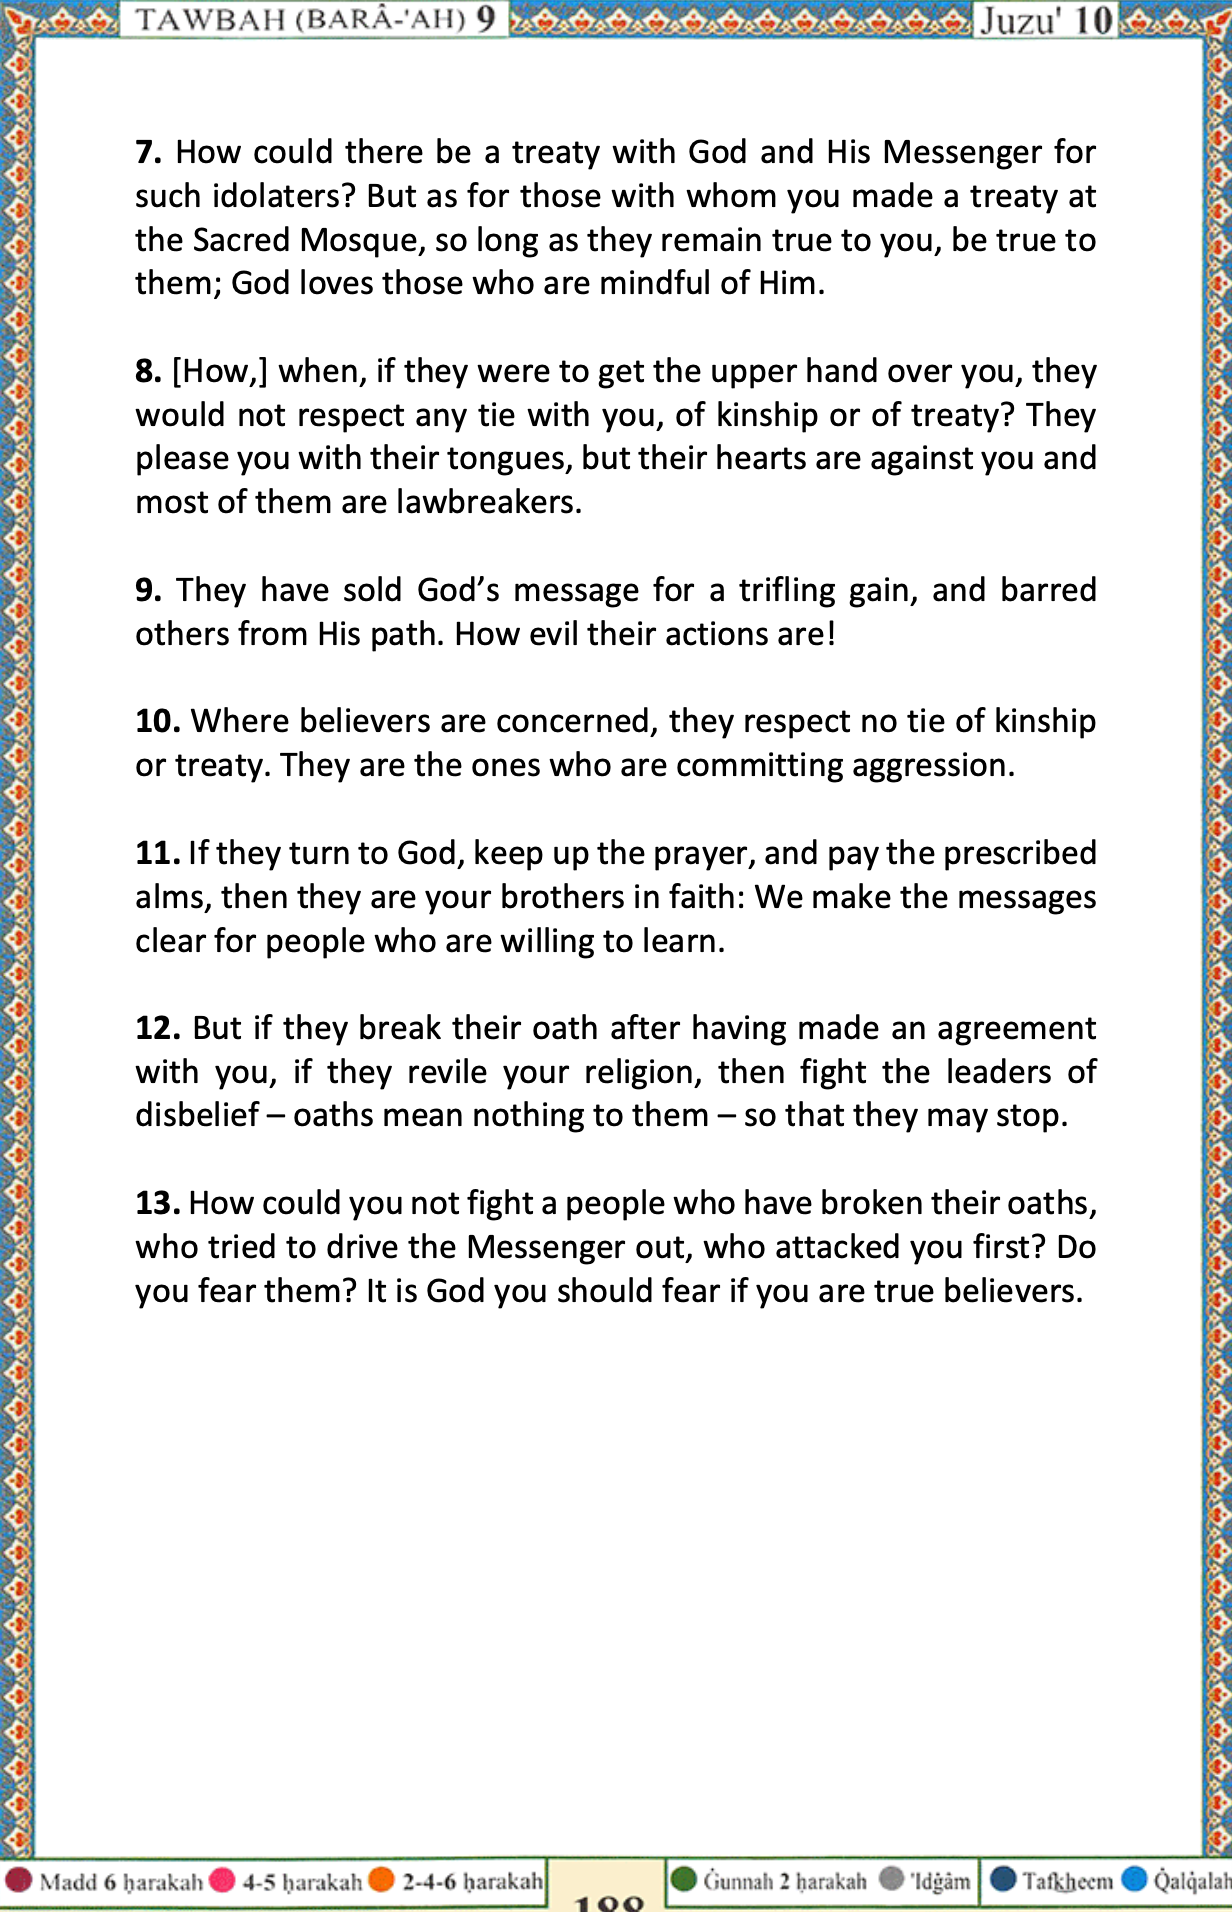 TAWBAH (BARÂ-'AH) 9 Juzu' 10
7. How could there be a treaty with God and His Messenger for
such idolaters? But as for those with whom you made a treaty at
the Sacred Mosque, so long as they remain true to you, be true to
them; God loves those who are mindful of Him.
8. [How,] when, if they were to get the upper hand over you, they
would not respect any tie with you, of kinship or of treaty? They
please you with their tongues, but their hearts are against you and
most of them are lawbreakers.
9. They have sold God’s message for a trifling gain, and barred
others from His path. How evil their actions are!
10. Where believers are concerned, they respect no tie of kinship
or treaty. They are the ones who are committing aggression.
11. If they turn to God, keep up the prayer, and pay the prescribed
alms, then they are your brothers in faith: We make the messages
clear for people who are willing to learn.
12. But if they break their oath after having made an agreement
with you, if they revile your religion, then fight the leaders of
disbelief – oaths mean nothing to them – so that they may stop.
13. How could you not fight a people who have broken their oaths,
who tried to drive the Messenger out, who attacked you first? Do
you fear them? It is God you should fear if you are true believers.
Madd 6 ḥarakah 4-5 ḥarakah 2-4-6 ḥarakah Ġunnah 2 ḥarakah 'Idġâm Tafk͟heem Q̇alq̇alah
188